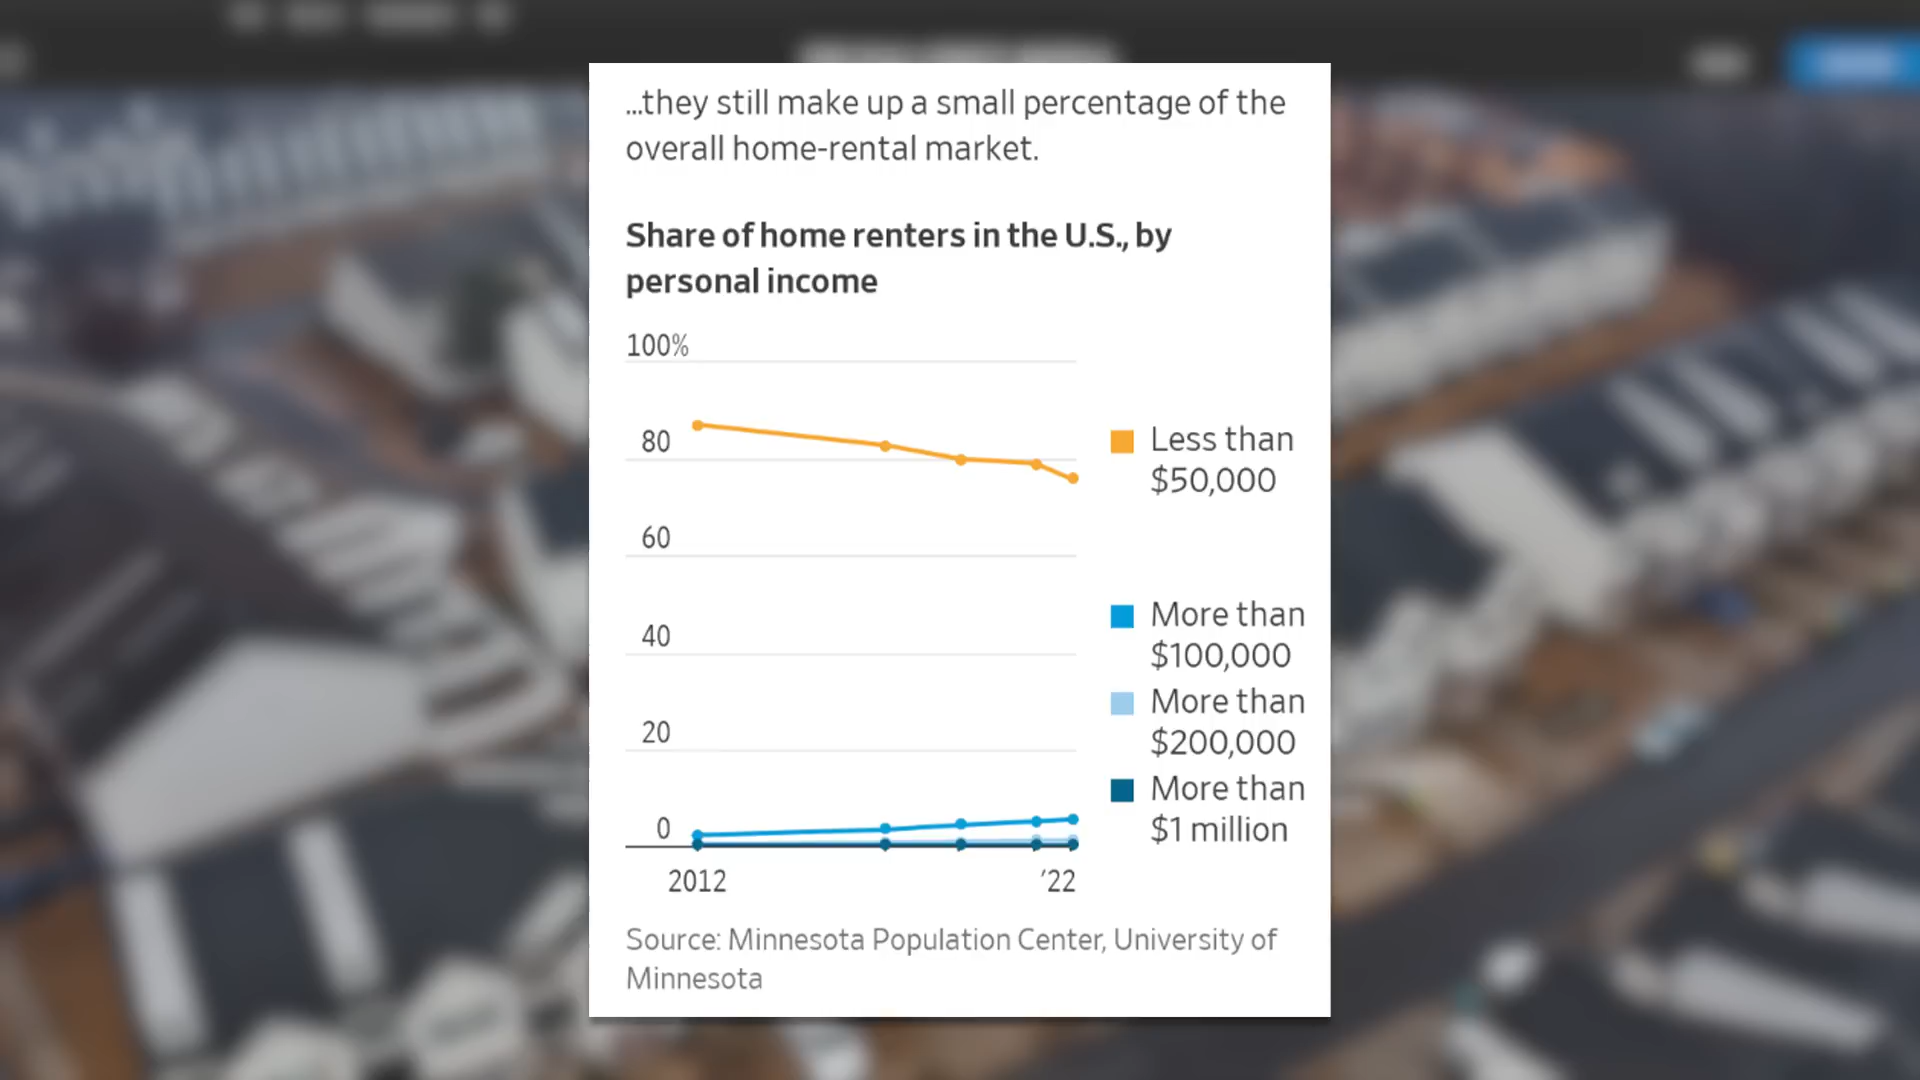 ...they still make up a small percentage of the
overall home-rental market.
Share of home renters in the U.S., by
personal income
100%
80
60
40
20
0
2012
'22
Less than
$50,000
More than
$100,000
More than
$200,000
More than
$1 million
Source: Minnesota Population Center, University of
Minnesota